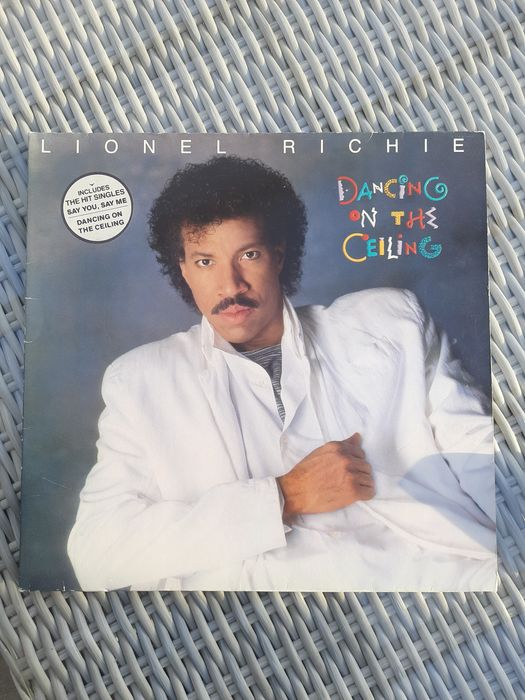 LIONEL RICHIE
INCLUDES
THE HIT SINGLES
SAY YOU, SAY ME
DANCING ON
THE CEILING
DANCING
ON THE
CEILING